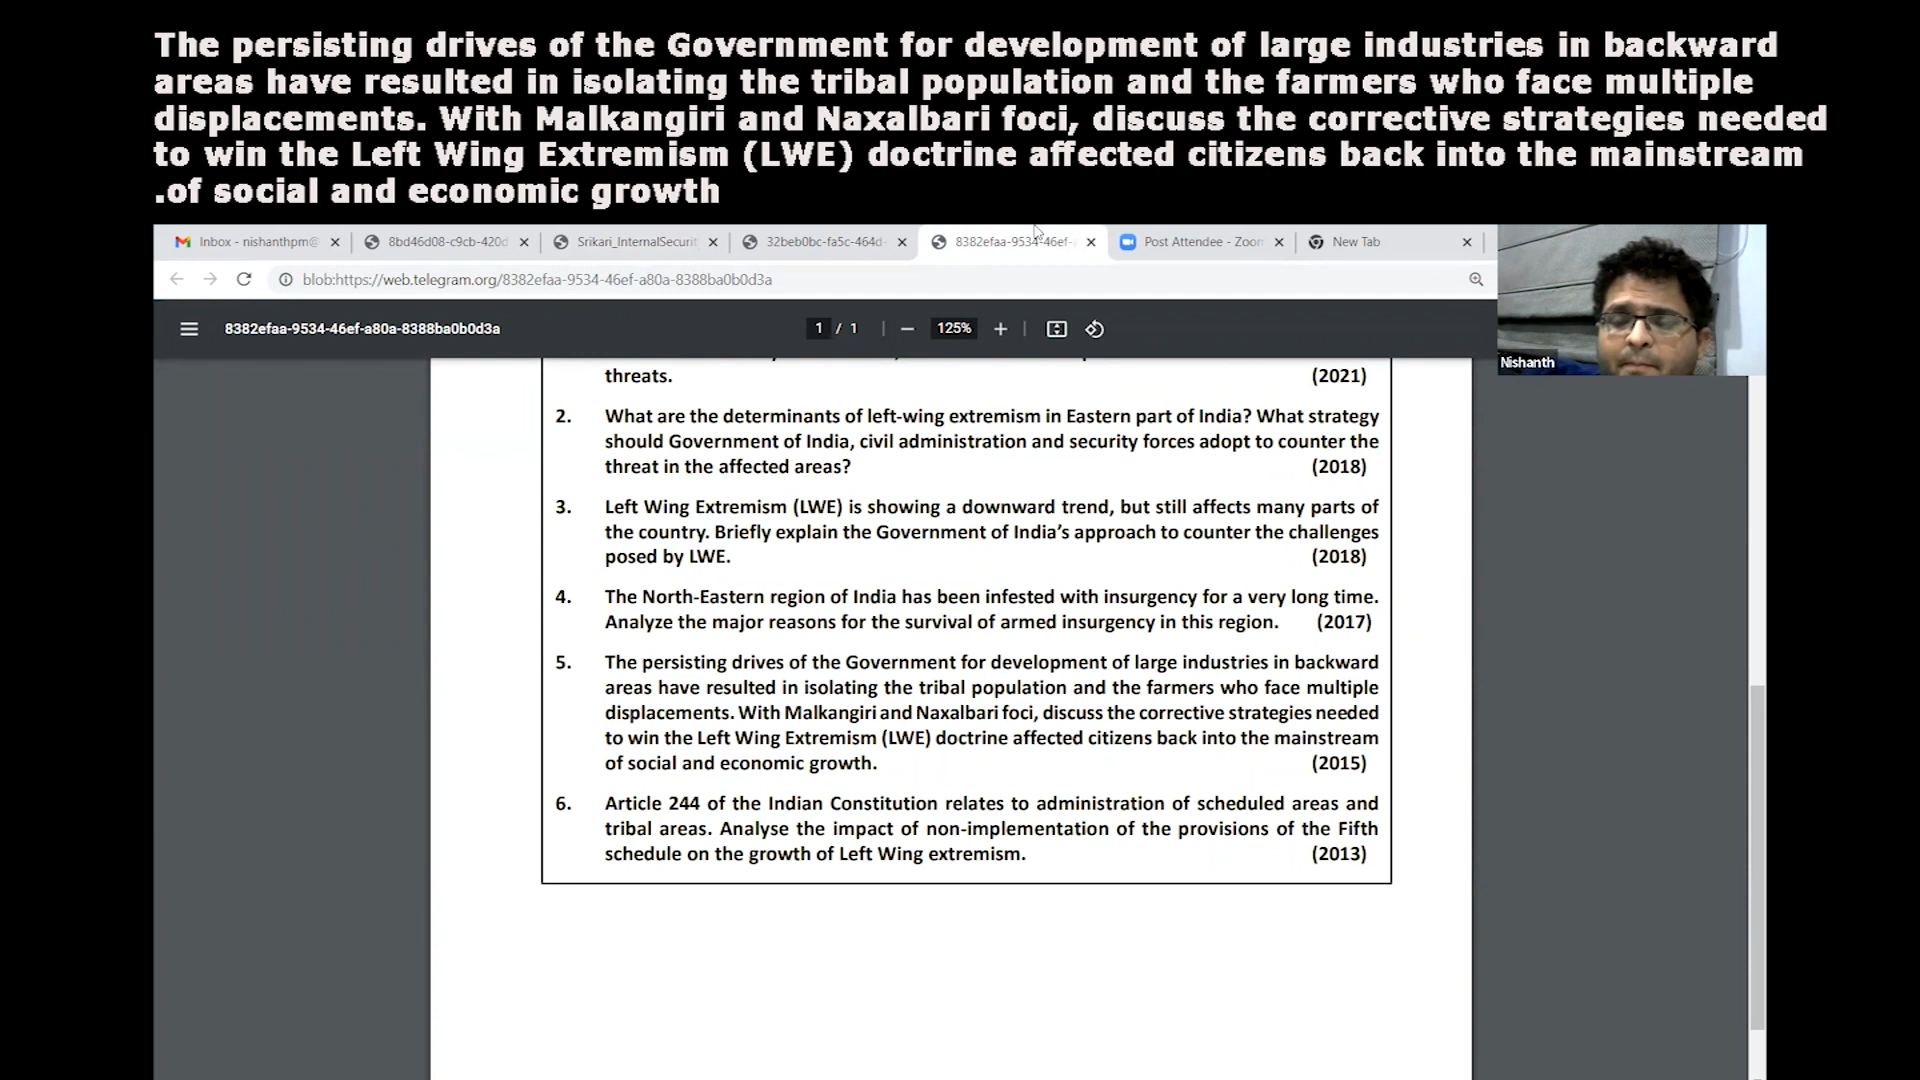 The persisting drives of the Government for development of large industries in backward
areas have resulted in isolating the tribal population and the farmers who face multiple
displacements. With Malkangiri and Naxalbari foci, discuss the corrective strategies needed
to win the Left Wing Extremism (LWE) doctrine affected citizens back into the mainstream
.of social and economic growth
Inbox - nishanthpm@
8bd46d08-c9cb-420d
Srikari_InternalSecurit
32beb0bc-fa5c-464d-
8382efaa-9534-46ef-
Post Attendee - Zoom
New Tab
blob:https://web.telegram.org/8382efaa-9534-46ef-a80a-8388ba0b0d3a
8382efaa-9534-46ef-a80a-8388ba0b0d3a
1 / 1
125%
Nishanth
threats. (2021)
2. What are the determinants of left-wing extremism in Eastern part of India? What strategy
should Government of India, civil administration and security forces adopt to counter the
threat in the affected areas? (2018)
3. Left Wing Extremism (LWE) is showing a downward trend, but still affects many parts of
the country. Briefly explain the Government of India's approach to counter the challenges
posed by LWE. (2018)
4. The North-Eastern region of India has been infested with insurgency for a very long time.
Analyze the major reasons for the survival of armed insurgency in this region. (2017)
5. The persisting drives of the Government for development of large industries in backward
areas have resulted in isolating the tribal population and the farmers who face multiple
displacements. With Malkangiri and Naxalbari foci, discuss the corrective strategies needed
to win the Left Wing Extremism (LWE) doctrine affected citizens back into the mainstream
of social and economic growth. (2015)
6. Article 244 of the Indian Constitution relates to administration of scheduled areas and
tribal areas. Analyse the impact of non-implementation of the provisions of the Fifth
schedule on the growth of Left Wing extremism. (2013)